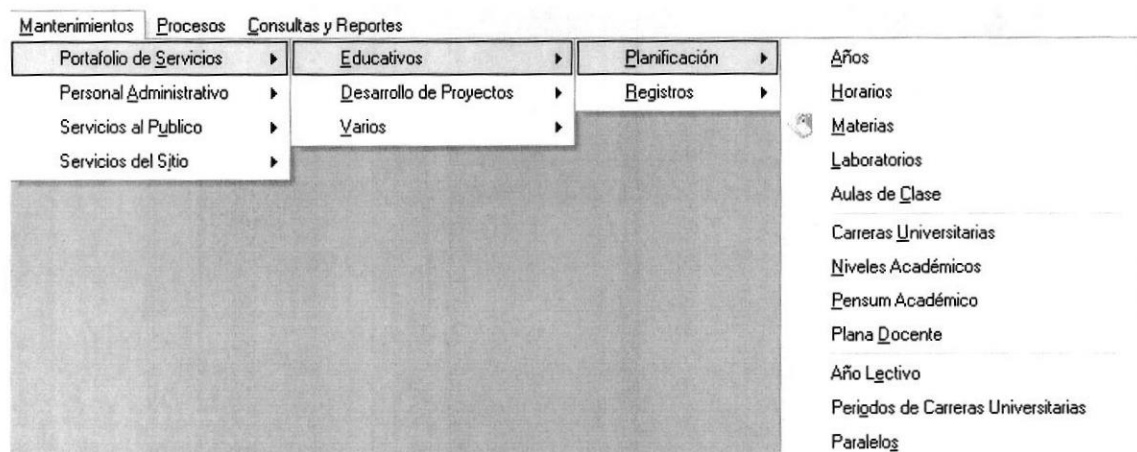 Mantenimientos Procesos Consultas y Reportes
Portafolio de Servicios
Personal Administrativo
Servicios al Publico
Servicios del Sitio
Educativos
Desarrollo de Proyectos
Varios
Planificación
Registros
Años
Horarios
Materias
Laboratorios
Aulas de Clase
Carreras Universitarias
Niveles Académicos
Pensum Académico
Plana Docente
Año Lectivo
Periodos de Carreras Universitarias
Paralelos